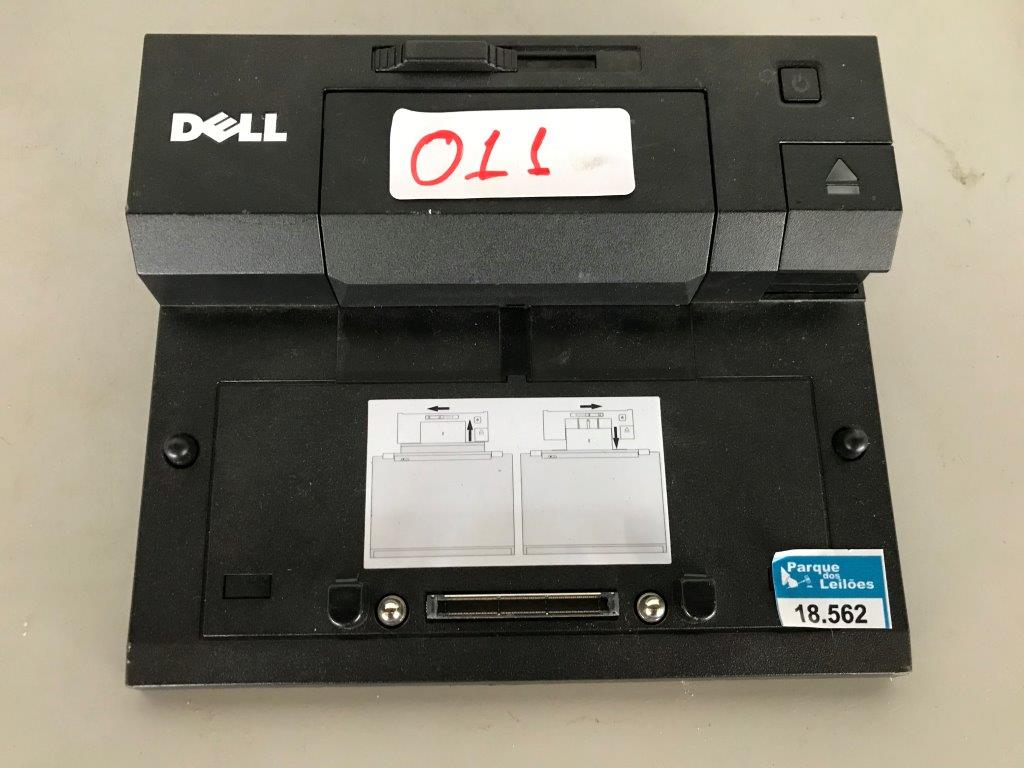 DELL
011
Parque
dos
Leilões
18.562